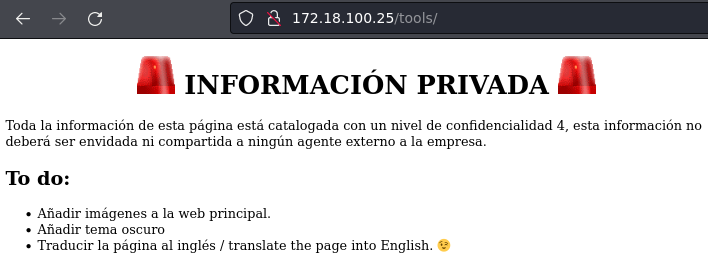 172.18.100.25/tools/
INFORMACIÓN PRIVADA
Toda la información de esta página está catalogada con un nivel de confidencialidad 4, esta información no
deberá ser envidada ni compartida a ningún agente externo a la empresa.
To do:
• Añadir imágenes a la web principal.
• Añadir tema oscuro
• Traducir la página al inglés / translate the page into English. 😉